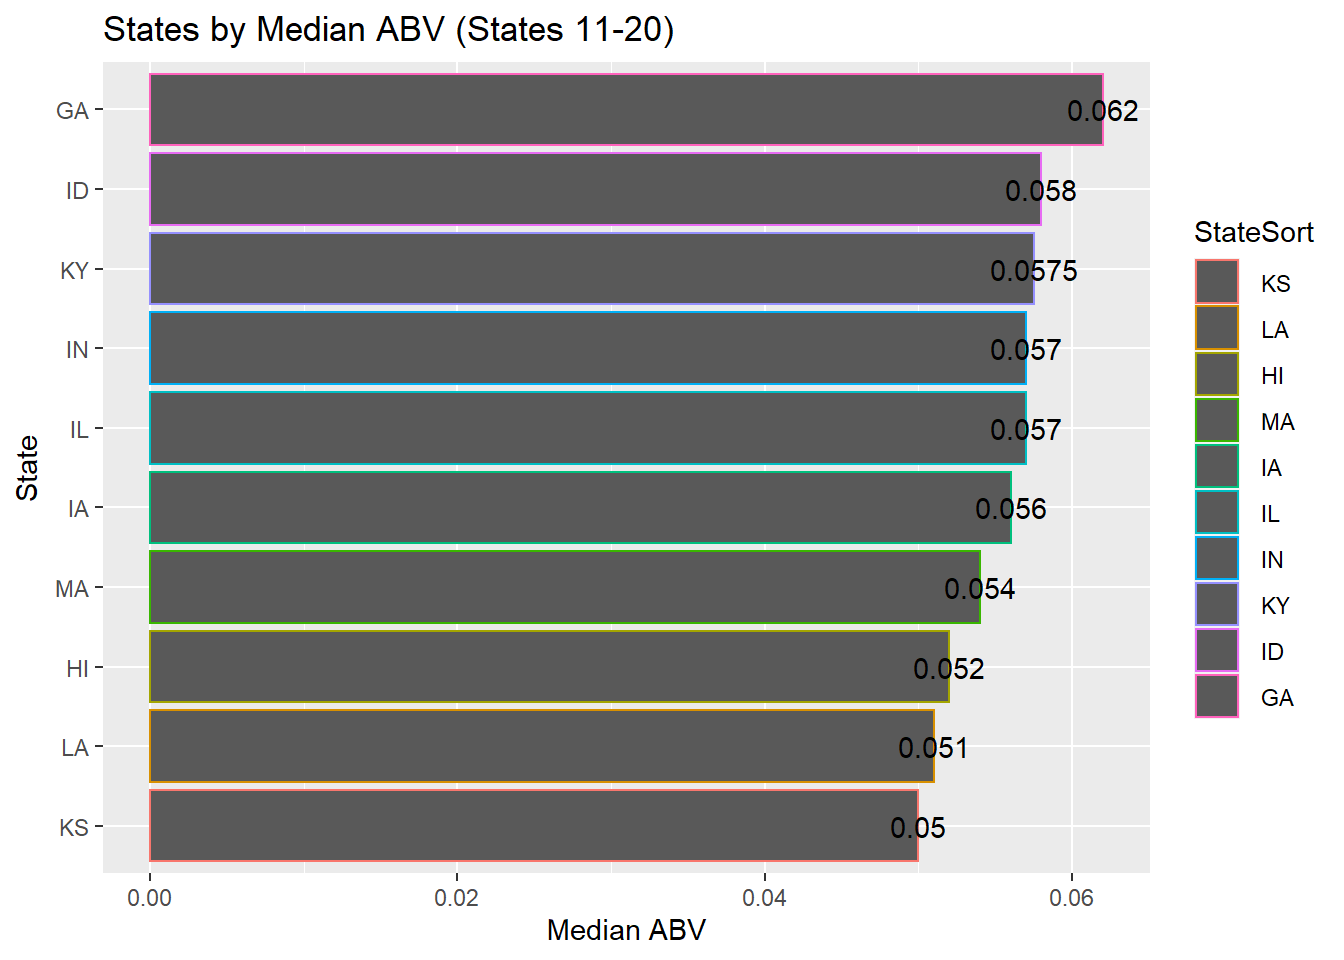 States by Median ABV (States 11-20)
GA 0.062
ID 0.058
KY 0.0575
IN 0.057
IL 0.057
IA 0.056
MA 0.054
HI 0.052
LA 0.051
KS 0.05
State
0.00 0.02 0.04 0.06
Median ABV
StateSort
KS
LA
HI
MA
IA
IL
IN
KY
ID
GA